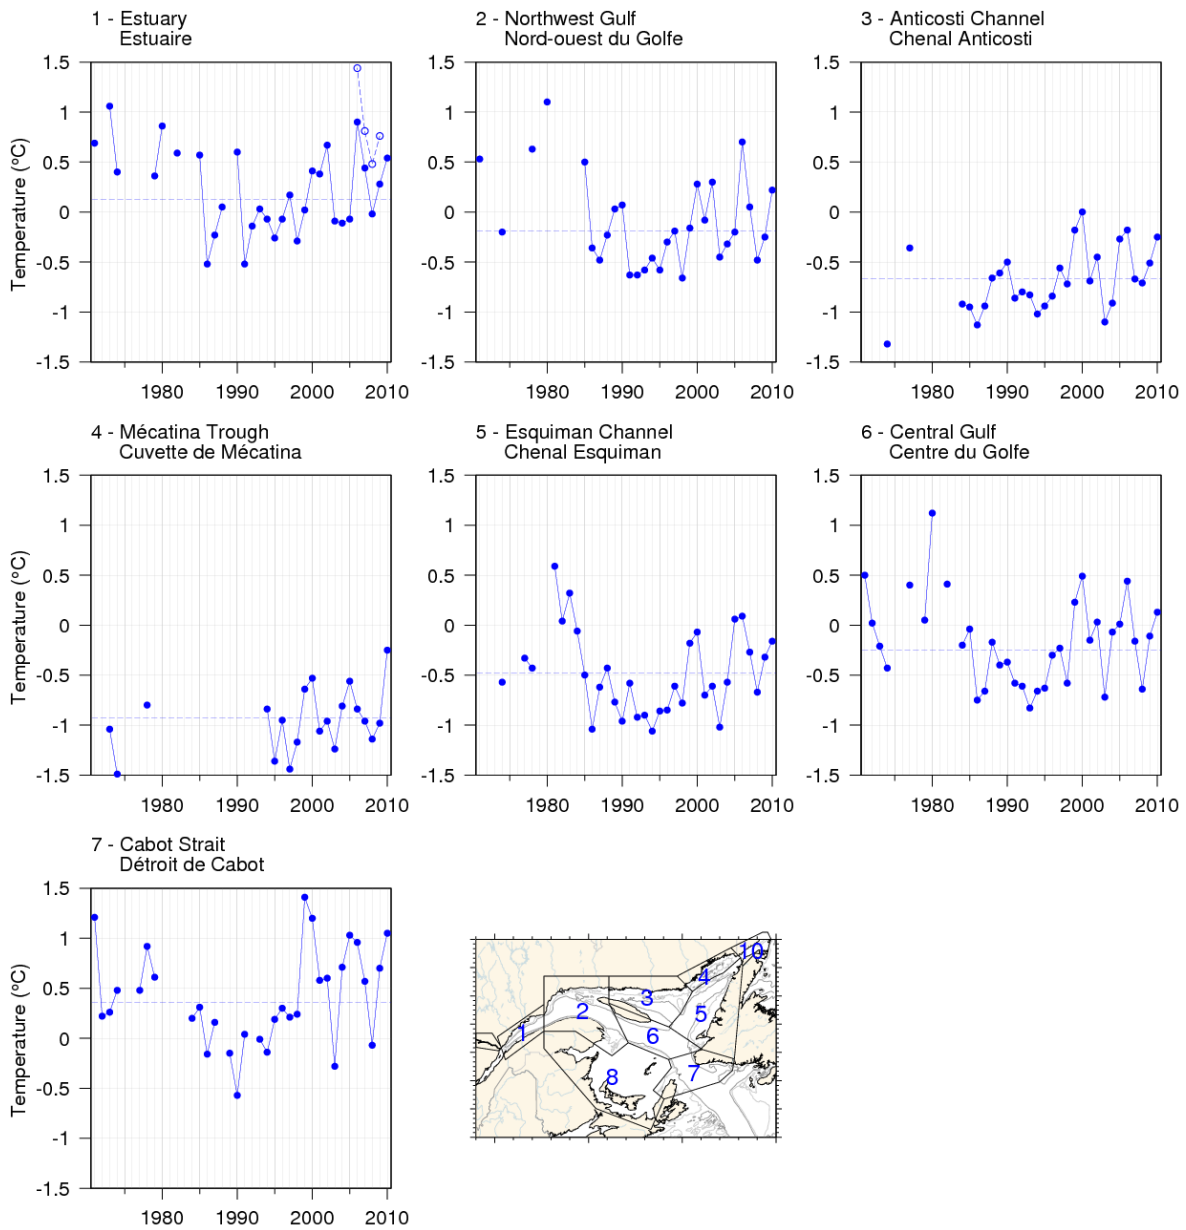 1 - Estuary
Estuaire
2 - Northwest Gulf
Nord-ouest du Golfe
3 - Anticosti Channel
Chenal Anticosti
Temperature (°C)
1.5
1
0.5
0
-0.5
-1
-1.5
1980 1990 2000 2010
1.5
1
0.5
0
-0.5
-1
-1.5
1980 1990 2000 2010
1.5
1
0.5
0
-0.5
-1
-1.5
1980 1990 2000 2010
4 - Mécatina Trough
Cuvette de Mécatina
5 - Esquiman Channel
Chenal Esquiman
6 - Central Gulf
Centre du Golfe
Temperature (°C)
1.5
1
0.5
0
-0.5
-1
-1.5
1980 1990 2000 2010
1.5
1
0.5
0
-0.5
-1
-1.5
1980 1990 2000 2010
1.5
1
0.5
0
-0.5
-1
-1.5
1980 1990 2000 2010
7 - Cabot Strait
Détroit de Cabot
Temperature (°C)
1.5
1
0.5
0
-0.5
-1
-1.5
1980 1990 2000 2010
10
4
3
5
2
1
6
7
8